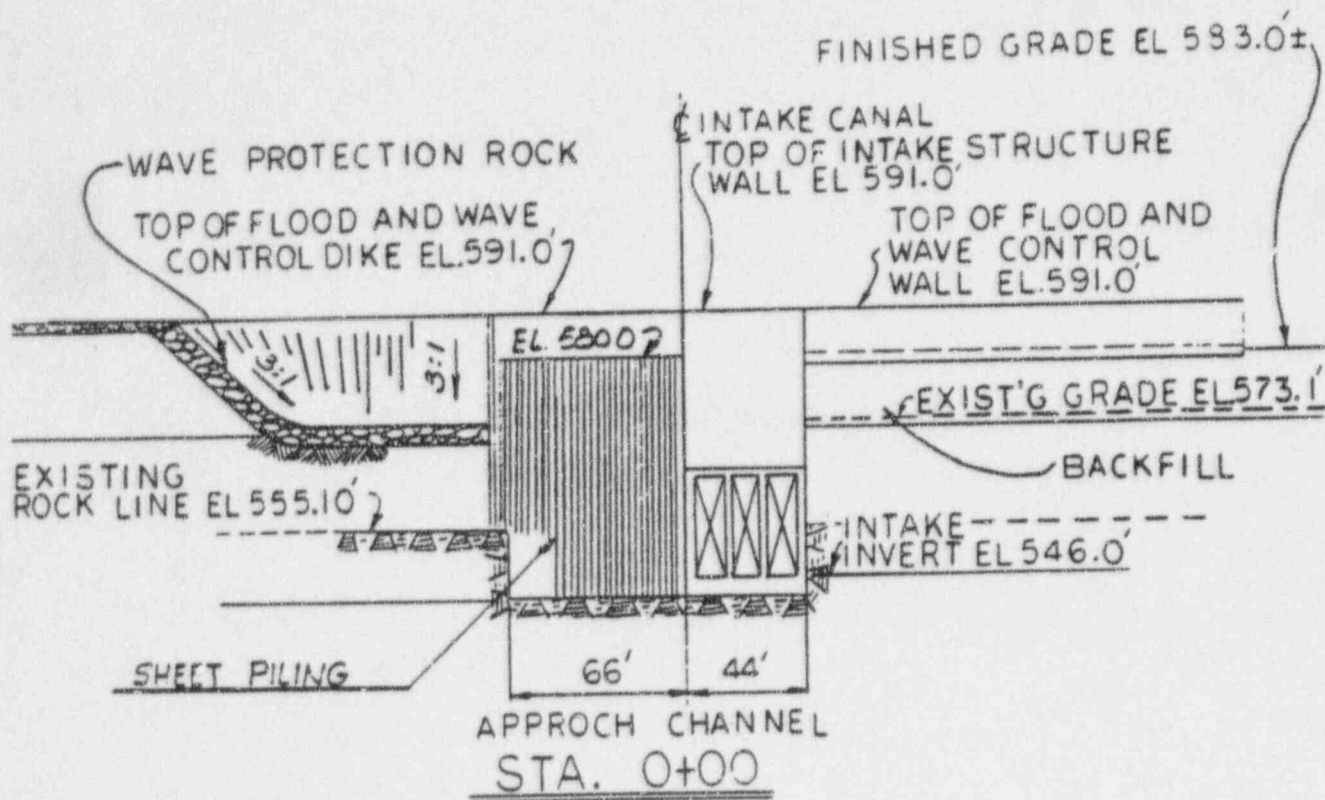 FINISHED GRADE EL 583.0'±
℄ INTAKE CANAL
TOP OF INTAKE STRUCTURE
WALL EL 591.0'
WAVE PROTECTION ROCK
TOP OF FLOOD AND WAVE
CONTROL DIKE EL.591.0'
TOP OF FLOOD AND
WAVE CONTROL
WALL EL.591.0'
EL 580.0
3:1
3:1
EXIST'G GRADE EL573.1'
BACKFILL
EXISTING
ROCK LINE EL 555.10'
INTAKE
INVERT EL 546.0'
SHEET PILING
66'
44'
APPROCH CHANNEL
STA. 0+00